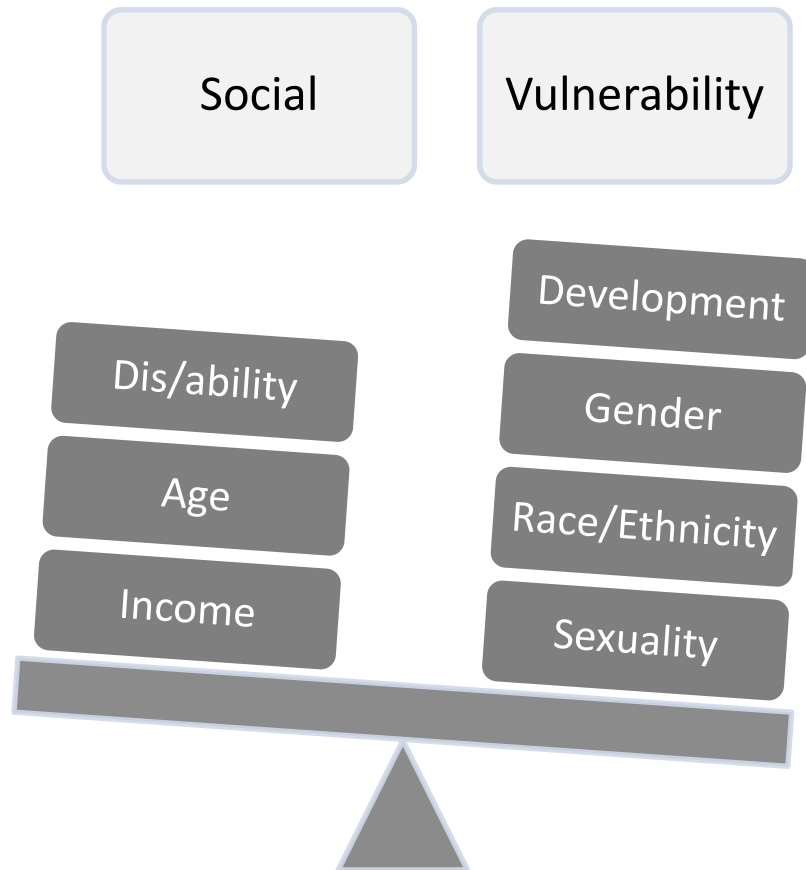 Social
Vulnerability
Dis/ability
Age
Income
Development
Gender
Race/Ethnicity
Sexuality